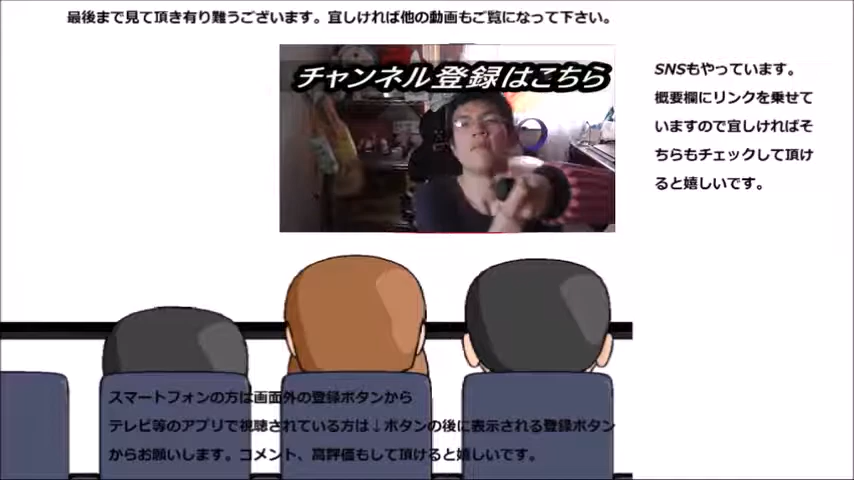 最後まで見て頂き有り難うございます。宜しければ他の動画もご覧になって下さい。
チャンネル登録はこちら
SNSもやっています。
概要欄にリンクを乗せて
いますので宜しければそ
ちらもチェックして頂け
ると嬉しいです。
スマートフォンの方は画面外の登録ボタンから
テレビ等のアプリで視聴されている方は↓ボタンの後に表示される登録ボタン
からお願いします。コメント、高評価もして頂けると嬉しいです。